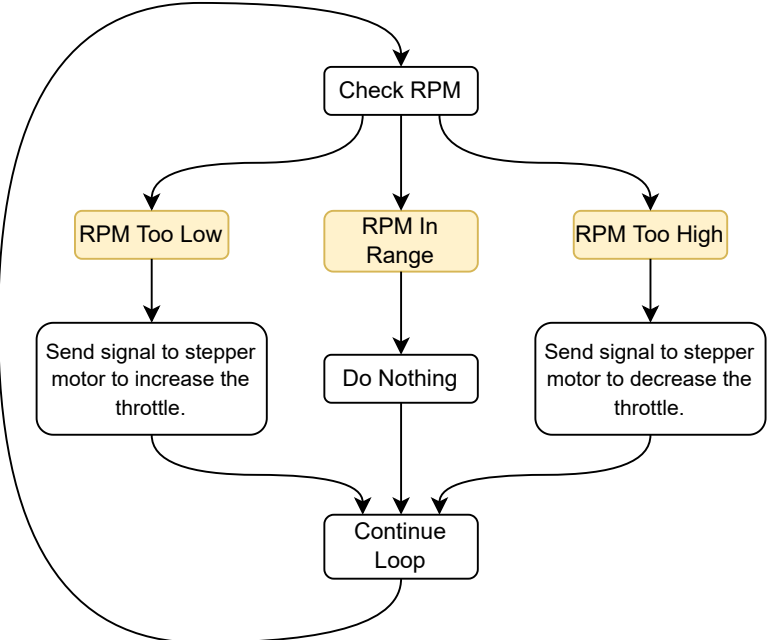 Check RPM
RPM Too Low
RPM In
Range
RPM Too High
Send signal to stepper
motor to increase the
throttle.
Do Nothing
Send signal to stepper
motor to decrease the
throttle.
Continue
Loop